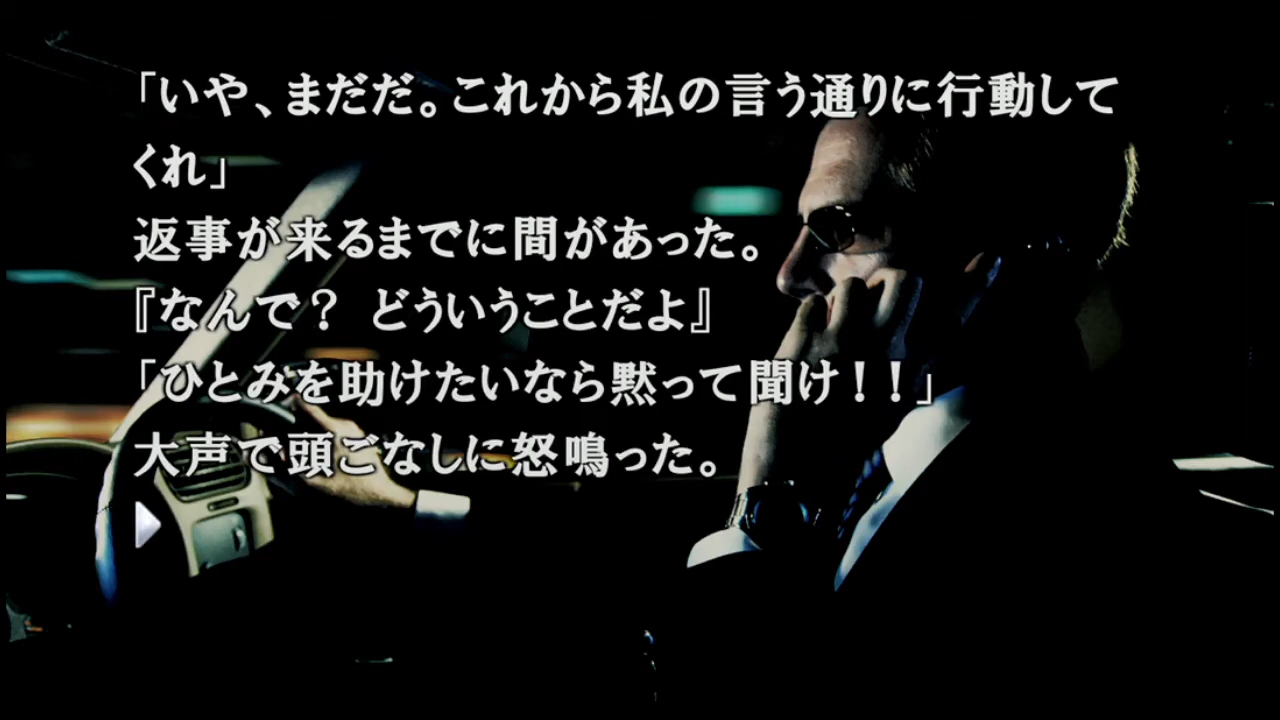 「いや、まだだ。これから私の言う通りに行動して
くれ」
返事が来るまでに間があった。
『なんで？　どういうことだよ』
「ひとみを助けたいなら黙って聞け！！」
大声で頭ごなしに怒鳴った。